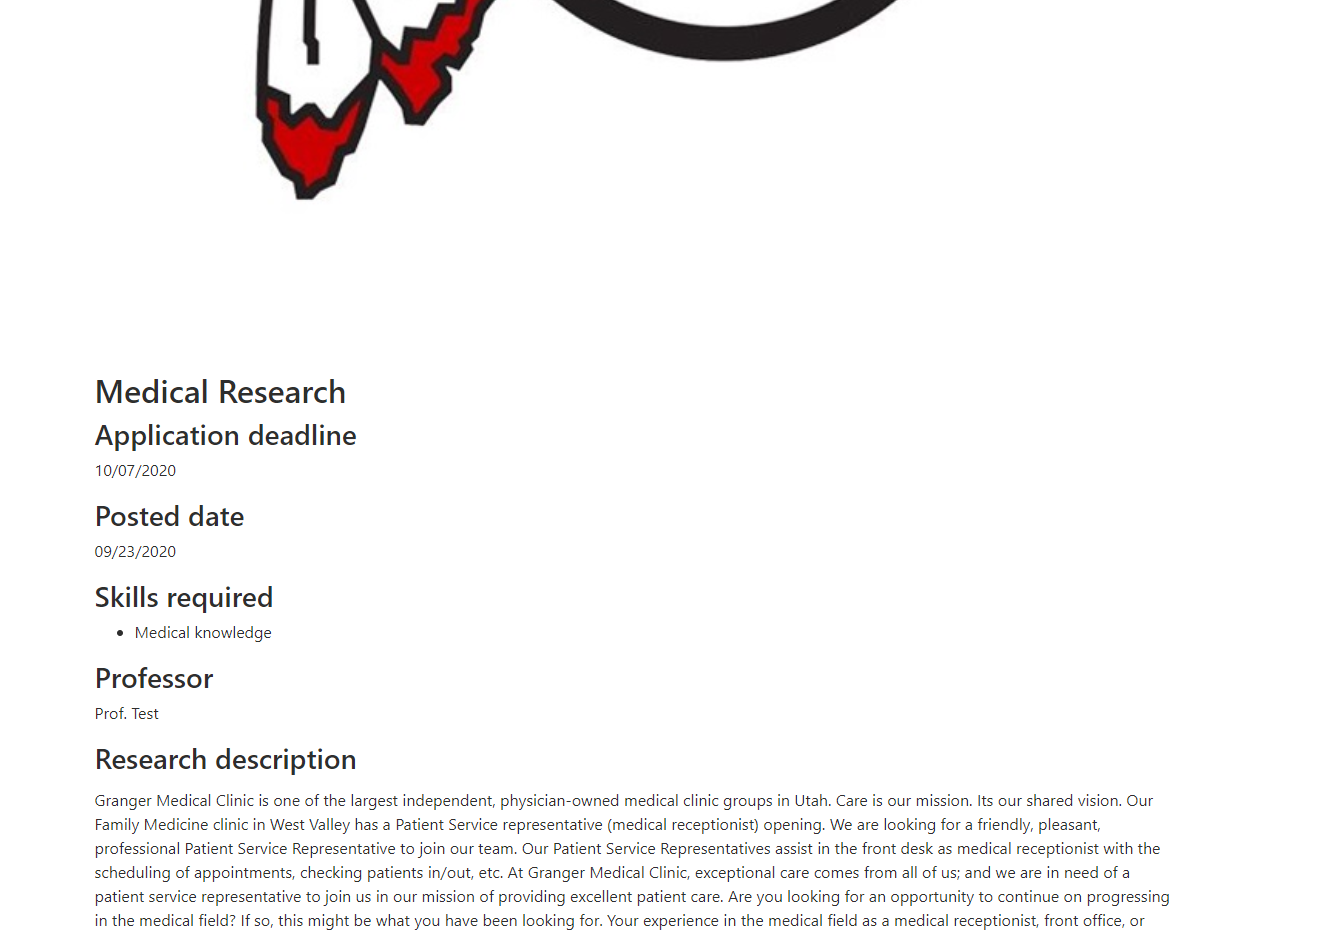 Medical Research
Application deadline
10/07/2020
Posted date
09/23/2020
Skills required
• Medical knowledge
Professor
Prof. Test
Research description
Granger Medical Clinic is one of the largest independent, physician-owned medical clinic groups in Utah. Care is our mission. Its our shared vision. Our
Family Medicine clinic in West Valley has a Patient Service representative (medical receptionist) opening. We are looking for a friendly, pleasant,
professional Patient Service Representative to join our team. Our Patient Service Representatives assist in the front desk as medical receptionist with the
scheduling of appointments, checking patients in/out, etc. At Granger Medical Clinic, exceptional care comes from all of us; and we are in need of a
patient service representative to join us in our mission of providing excellent patient care. Are you looking for an opportunity to continue on progressing
in the medical field? If so, this might be what you have been looking for. Your experience in the medical field as a medical receptionist, front office, or